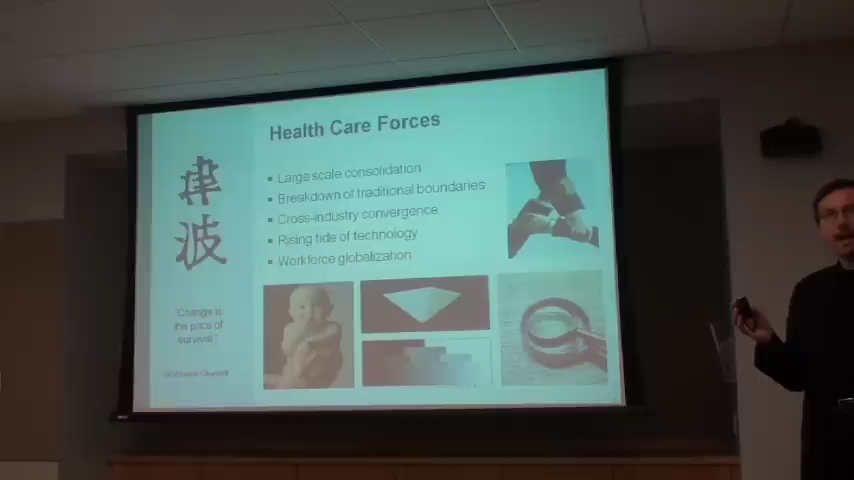 Health Care Forces
津
波
▪ Large scale consolidation
▪ Breakdown of traditional boundaries
▪ Cross-industry convergence
▪ Rising tide of technology
▪ Workforce globalization
"Change is
the price of
survival."